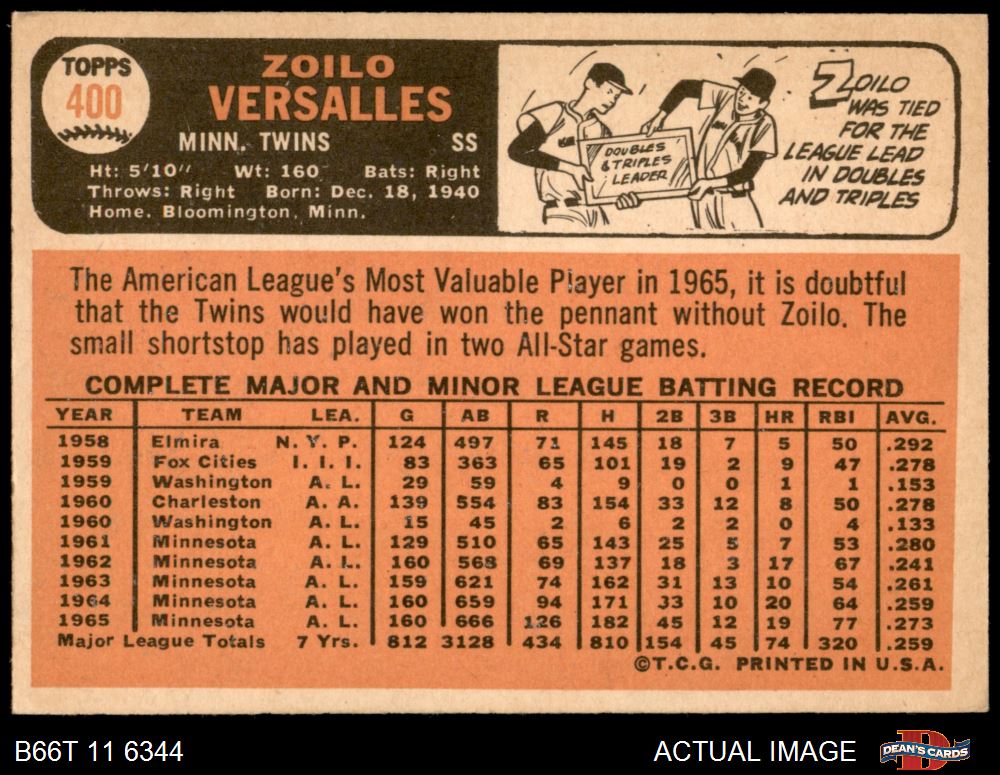 TOPPS
400
ZOILO
VERSALLES
MINN. TWINS SS
Ht: 5'10" Wt: 160 Bats: Right
Throws: Right Born: Dec. 18, 1940
Home. Bloomington, Minn.
DOUBLES
& TRIPLES
LEADER
ZOILO
WAS TIED
FOR THE
LEAGUE LEAD
IN DOUBLES
AND TRIPLES
The American League's Most Valuable Player in 1965, it is doubtful
that the Twins would have won the pennant without Zoilo. The
small shortstop has played in two All-Star games.
COMPLETE MAJOR AND MINOR LEAGUE BATTING RECORD
YEAR TEAM LEA. G AB R H 2B 3B HR RBI AVG.
1958 Elmira N. Y. P. 124 497 71 145 18 7 5 50 .292
1959 Fox Cities I. I. I. 83 363 65 101 19 2 9 47 .278
1959 Washington A. L. 29 59 4 9 0 0 1 1 .153
1960 Charleston A. A. 139 554 83 154 33 12 8 50 .278
1960 Washington A. L. 15 45 2 6 2 2 0 4 .133
1961 Minnesota A. L. 129 510 65 143 25 5 7 53 .280
1962 Minnesota A. L. 160 568 69 137 18 3 17 67 .241
1963 Minnesota A. L. 159 621 74 162 31 13 10 54 .261
1964 Minnesota A. L. 160 659 94 171 33 10 20 64 .259
1965 Minnesota A. L. 160 666 126 182 45 12 19 77 .273
Major League Totals 7 Yrs. 812 3128 434 810 154 45 74 320 .259
©T.C.G. PRINTED IN U.S.A.
B66T 11 6344 ACTUAL IMAGE DEAN'S CARDS